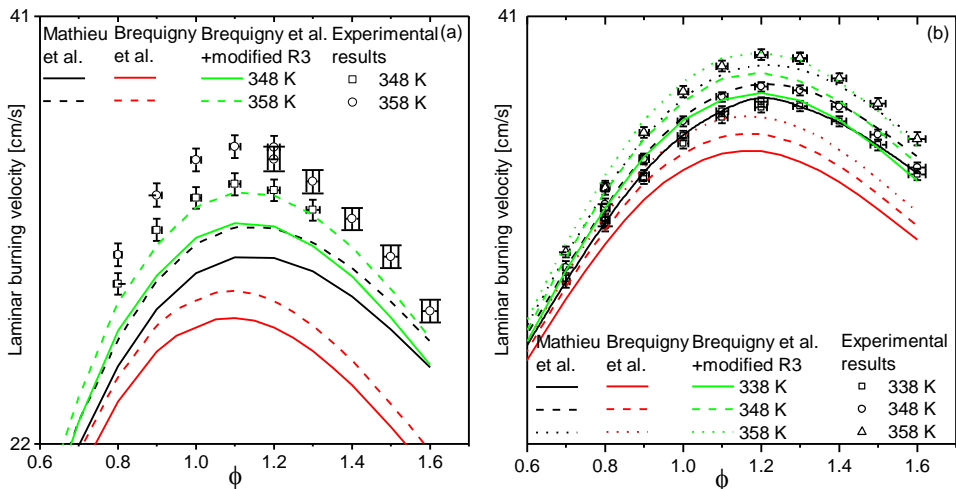 41
Mathieu et al.
Brequigny et al.
Brequigny et al. +modified R3
Experimental results
(a)
348 K 348 K
358 K 358 K
Laminar burning velocity [cm/s]
22
0.6 0.8 1.0 1.2 1.4 1.6
ϕ
41
(b)
Laminar burning velocity [cm/s]
Mathieu et al.
Brequigny et al.
Brequigny et al. +modified R3
Experimental results
338 K 338 K
348 K 348 K
358 K 358 K
22
0.6 0.8 1.0 1.2 1.4 1.6
ϕ